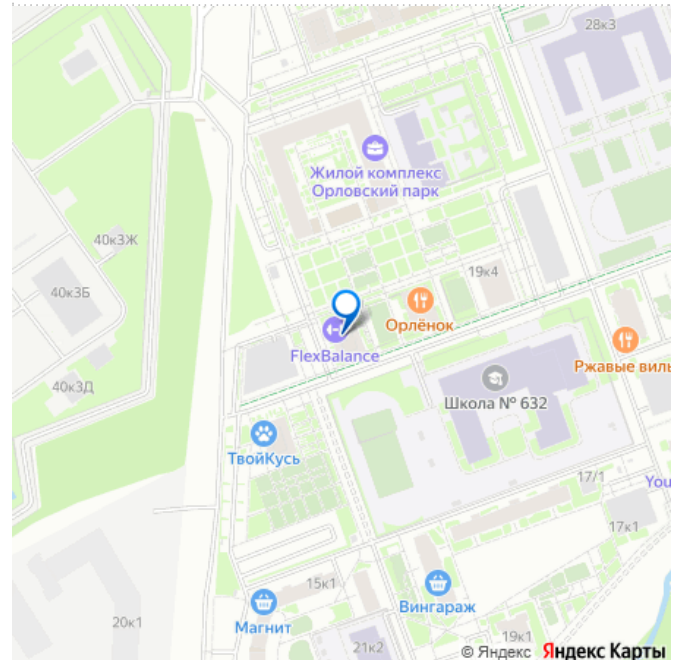 28к3
Жилой комплекс
Орловский парк
40к3Ж
19к4
40к3Б
Орлёнок
FlexBalance
Ржавые виль
40к3Д
Школа № 632
ТвойКусь
17/1
You
17к1
15к1
Вингараж
Магнит
20к1
21к2
19к1
© Яндекс Яндекс Карты